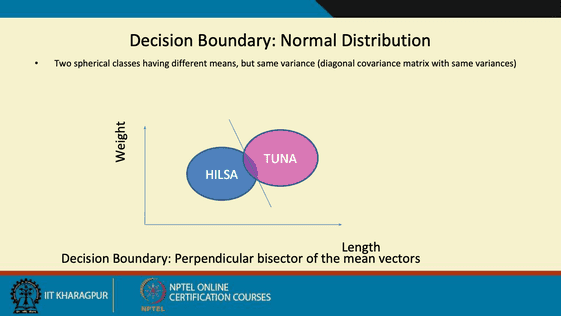 Decision Boundary: Normal Distribution
• Two spherical classes having different means, but same variance (diagonal covariance matrix with same variances)
Weight
TUNA
HILSA
Length
Decision Boundary: Perpendicular bisector of the mean vectors
IIT KHARAGPUR
NPTEL
NPTEL ONLINE
CERTIFICATION COURSES